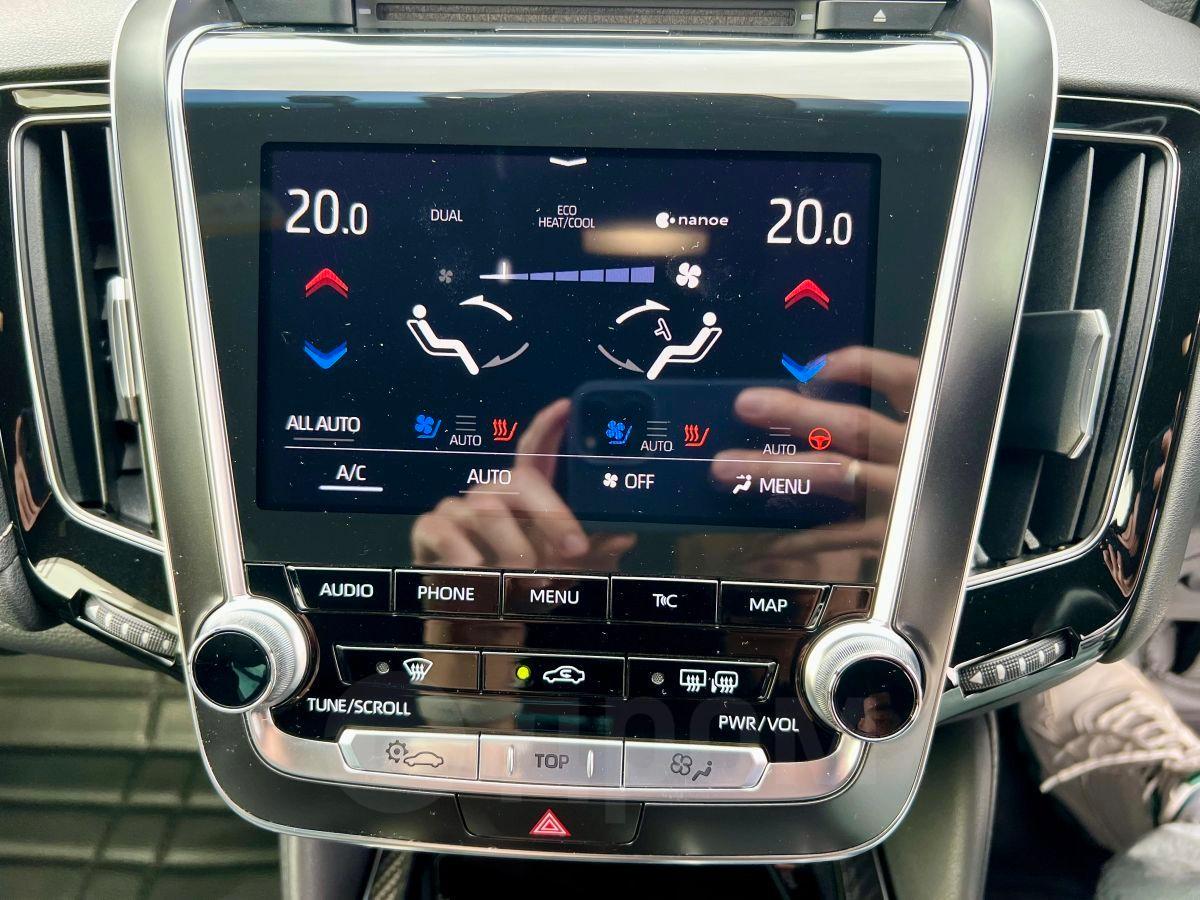 20.0 DUAL ECO HEAT/COOL nanoe 20.0
ALL AUTO AUTO AUTO AUTO
A/C AUTO OFF MENU
AUDIO PHONE MENU T/C MAP
TUNE/SCROLL PWR/VOL
TOP